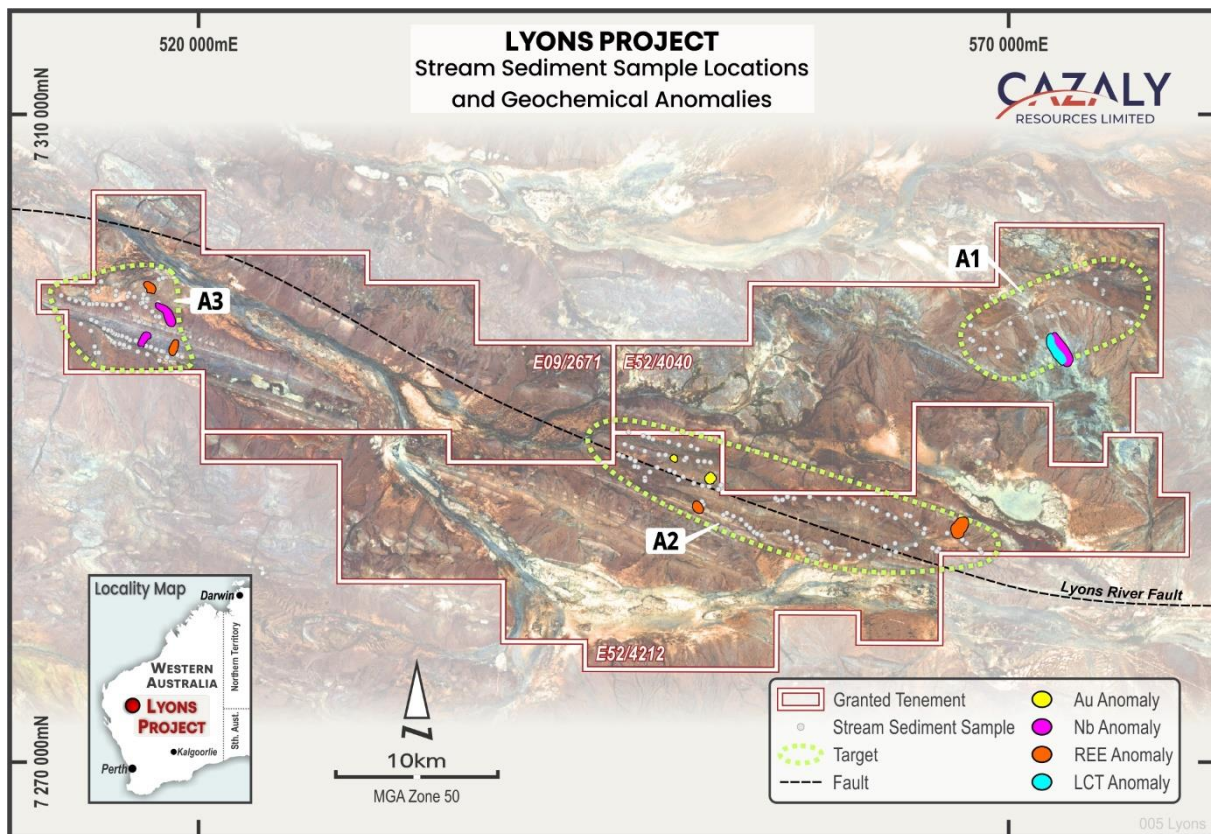 520 000mE
570 000mE
LYONS PROJECT
Stream Sediment Sample Locations
and Geochemical Anomalies
CAZALY
RESOURCES LIMITED
7 310 000mN
A1
A3
E09/2671
E52/4040
A2
Lyons River Fault
E52/4212
Locality Map
Darwin
Northern Territory
WESTERN
AUSTRALIA
LYONS
PROJECT
Sth. Aust.
Kalgoorlie
Perth
N
10km
MGA Zone 50
Granted Tenement
Stream Sediment Sample
Target
Fault
Au Anomaly
Nb Anomaly
REE Anomaly
LCT Anomaly
7 270 000mN
005 Lyons